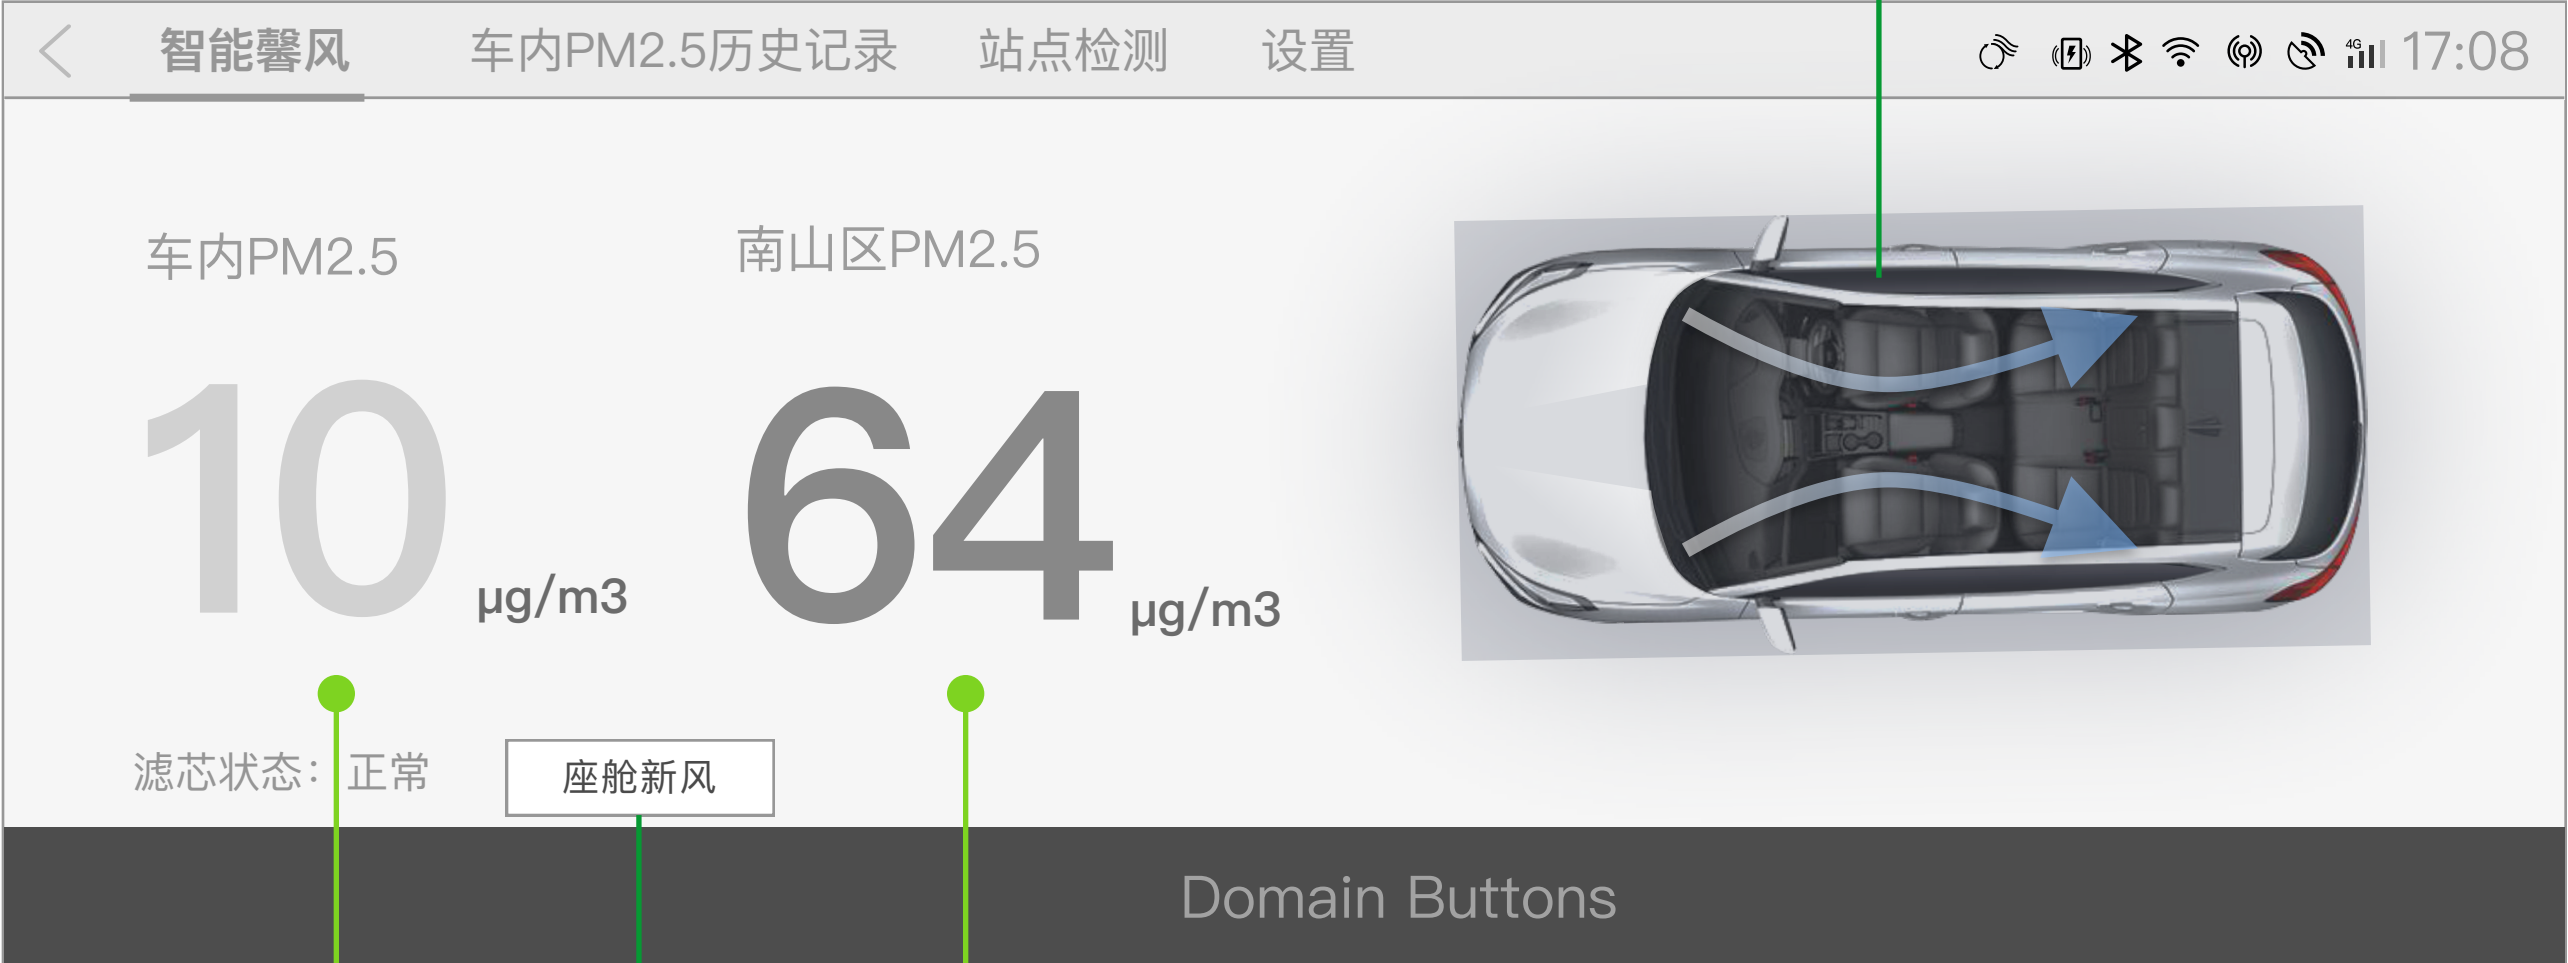 智能馨风 车内PM2.5历史记录 站点检测 设置 4G 17:08
车内PM2.5 南山区PM2.5
10 µg/m3 64 µg/m3
滤芯状态：正常 座舱新风
Domain Buttons